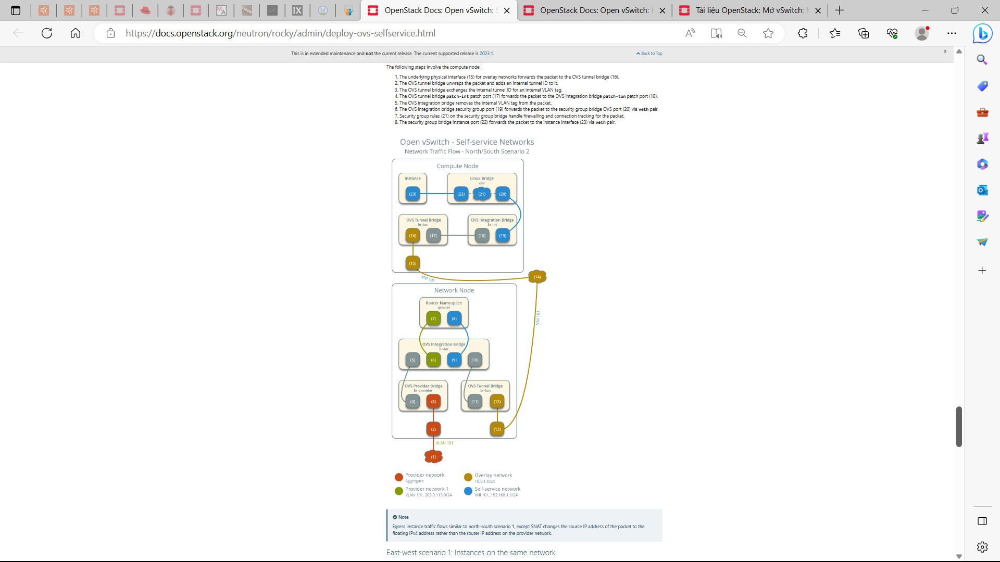 OpenStack Docs: Open vSwitch: S
OpenStack Docs: Open vSwitch: H
Tài liệu OpenStack: Mở vSwitch: M
https://docs.openstack.org/neutron/rocky/admin/deploy-ovs-selfservice.html
This is in extended maintenance and not the current release. The current supported release is 2023.1.
Back to Top
x
The following steps involve the compute node:
1. The underlying physical interface (15) for overlay networks forwards the packet to the OVS tunnel bridge (16).
2. The OVS tunnel bridge unwraps the packet and adds an internal tunnel ID to it.
3. The OVS tunnel bridge exchanges the internal tunnel ID for an internal VLAN tag.
4. The OVS tunnel bridge patch-int patch port (17) forwards the packet to the OVS integration bridge patch-tun patch port (18).
5. The OVS integration bridge removes the internal VLAN tag from the packet.
6. The OVS integration bridge security group port (19) forwards the packet to the security group bridge OVS port (20) via veth pair.
7. Security group rules (21) on the security group bridge handle firewalling and connection tracking for the packet.
8. The security group bridge instance port (22) forwards the packet to the instance interface (23) via veth pair.
Open vSwitch - Self-service Networks
Network Traffic Flow - North/South Scenario 2
Compute Node
Instance
Linux Bridge
qbr
(23)
(22)
(21)
(20)
OVS Tunnel Bridge
br-tun
OVS Integration Bridge
br-int
(16)
(17)
(18)
(19)
(15)
VNI 101
(14)
Network Node
Router Namespace
qrouter
(7)
(8)
VNI 101
OVS Integration Bridge
br-int
(5)
(6)
(9)
(10)
OVS Provider Bridge
br-provider
OVS Tunnel Bridge
br-tun
(4)
(3)
(11)
(12)
(2)
(13)
VLAN 101
(1)
Provider network
Aggregate
Overlay network
10.0.1.0/24
Provider network 1
VLAN 101, 203.0.113.0/24
Self-service network
VNI 101, 192.168.1.0/24
Note
Egress instance traffic flows similar to north-south scenario 1, except SNAT changes the source IP address of the packet to the
floating IPv4 address rather than the router IP address on the provider network.
East-west scenario 1: Instances on the same network